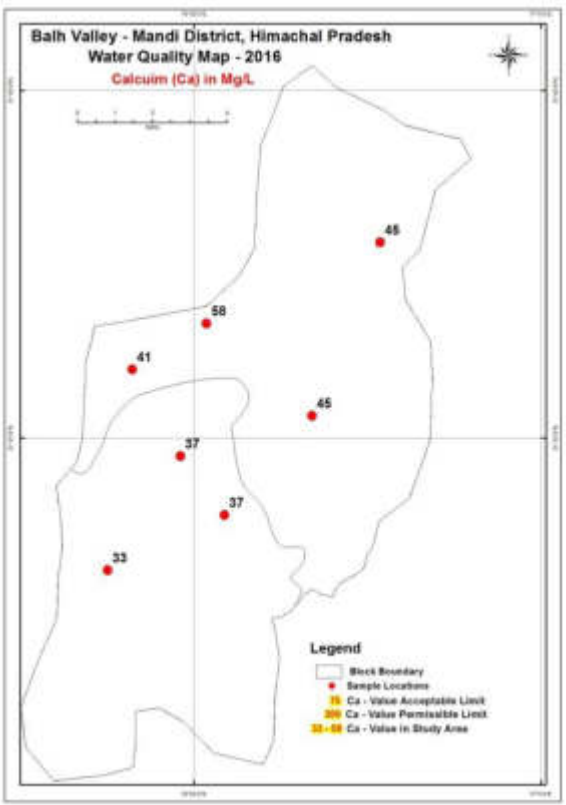 Balh Valley - Mandi District, Himachal Pradesh
Water Quality Map - 2016
Calcuim (Ca) in Mg/L
45
58
41
45
37
37
33
Legend
Block Boundary
Sample Locations
75 Ca - Value Acceptable Limit
200 Ca - Value Permissible Limit
33 - 58 Ca - Value in Study Area